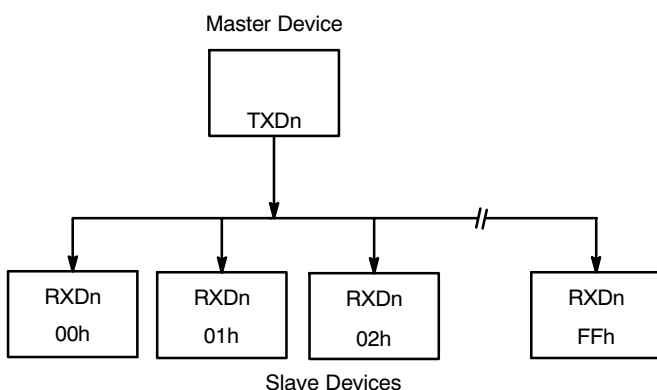 Master Device
TXDn
RXDn
00h
RXDn
01h
RXDn
02h
RXDn
FFh
Slave Devices